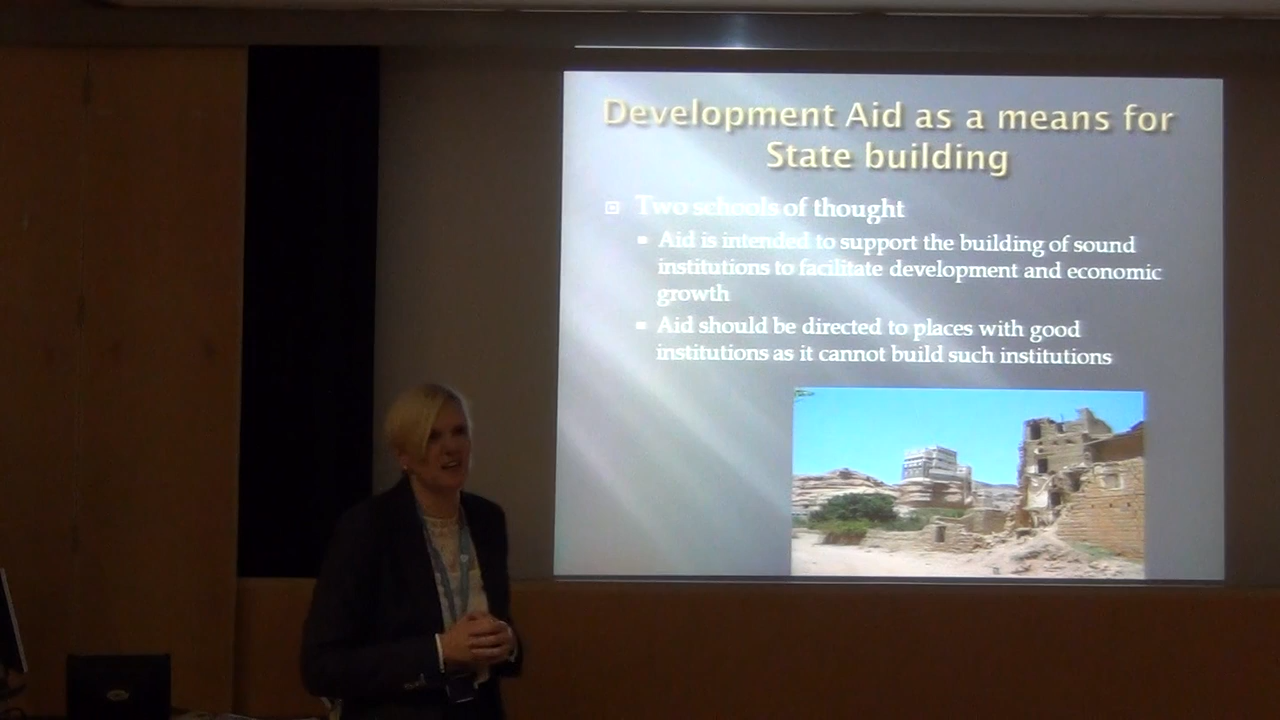 Development Aid as a means for
State building
Two schools of thought
Aid is intended to support the building of sound
institutions to facilitate development and economic
growth
Aid should be directed to places with good
institutions as it cannot build such institutions